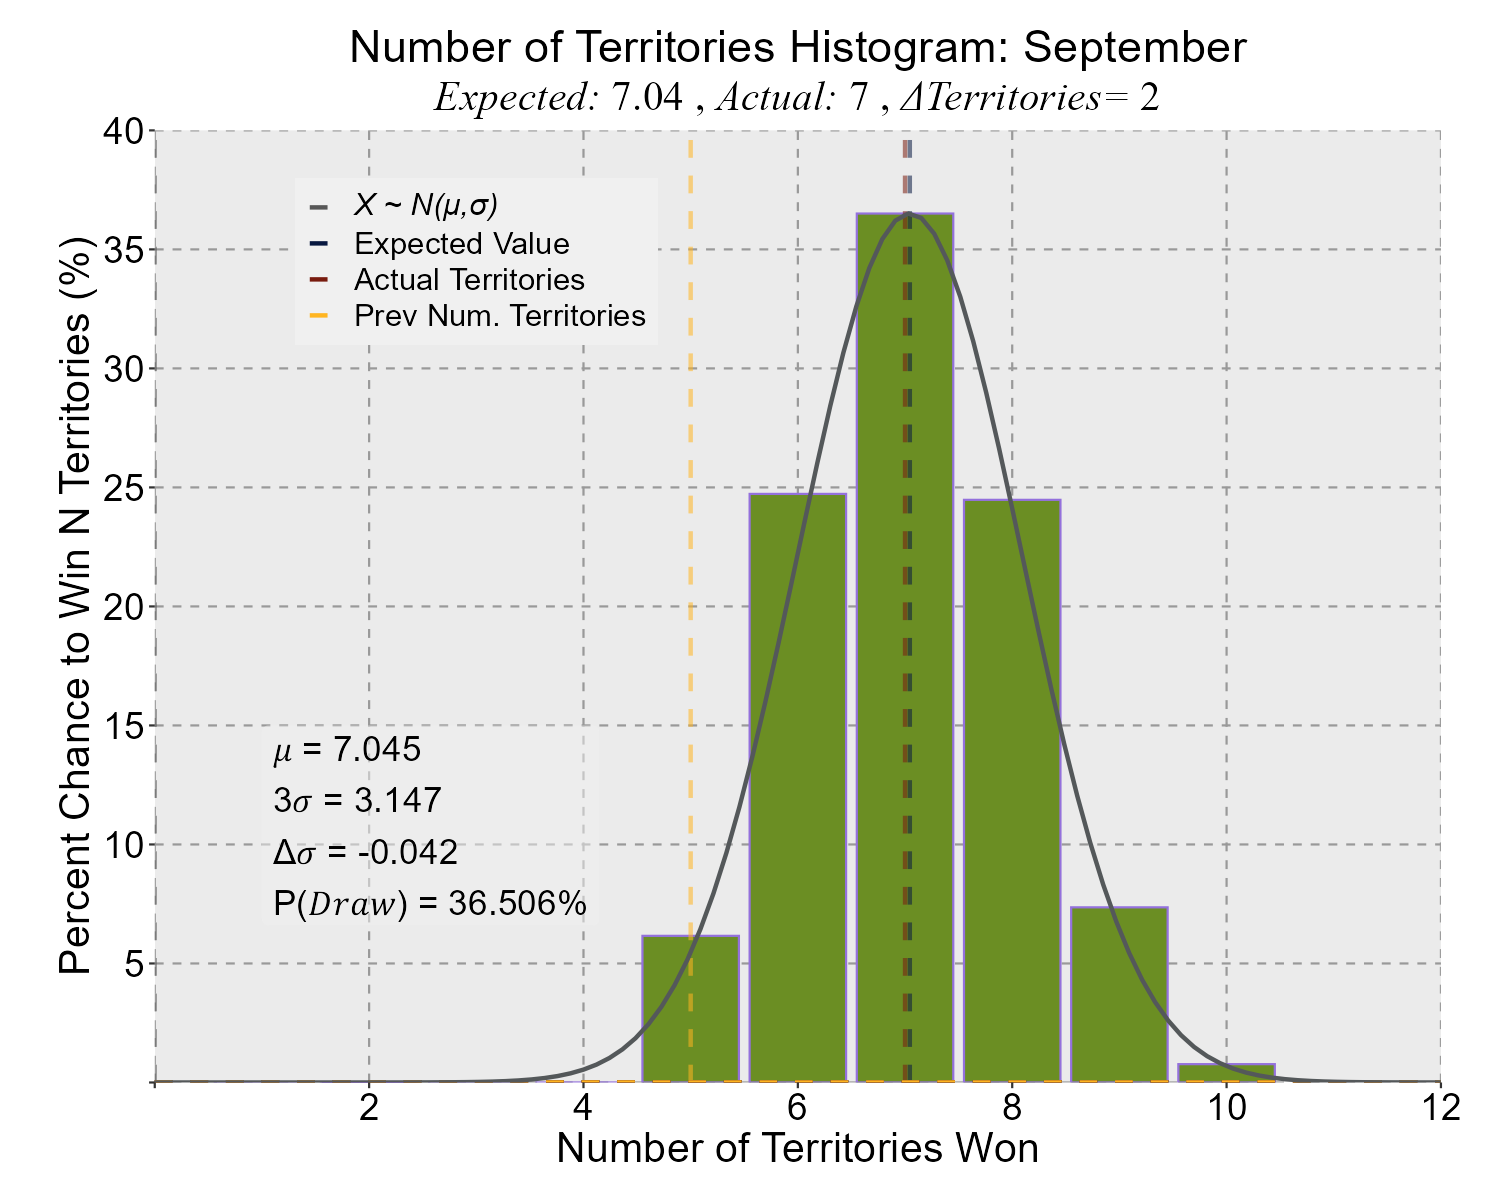 Number of Territories Histogram: September
Expected: 7.04 , Actual: 7 , ΔTerritories= 2
Percent Chance to Win N Territories (%)
40
35
30
25
20
15
10
5
X ~ N(μ,σ)
Expected Value
Actual Territories
Prev Num. Territories
μ = 7.045
3σ = 3.147
Δσ = -0.042
P(Draw) = 36.506%
2 4 6 8 10 12
Number of Territories Won